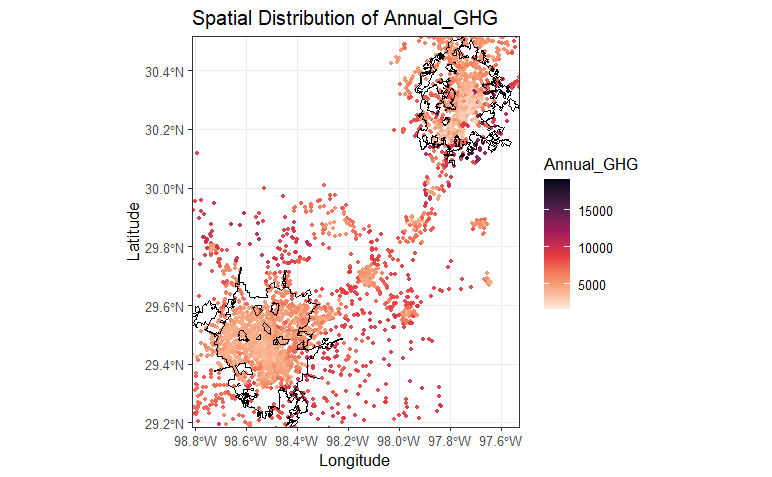 Spatial Distribution of Annual_GHG
30.4°N
30.2°N
30.0°N
29.8°N
29.6°N
29.4°N
29.2°N
Latitude
98.8°W 98.6°W 98.4°W 98.2°W 98.0°W 97.8°W 97.6°W
Longitude
Annual_GHG
15000
10000
5000